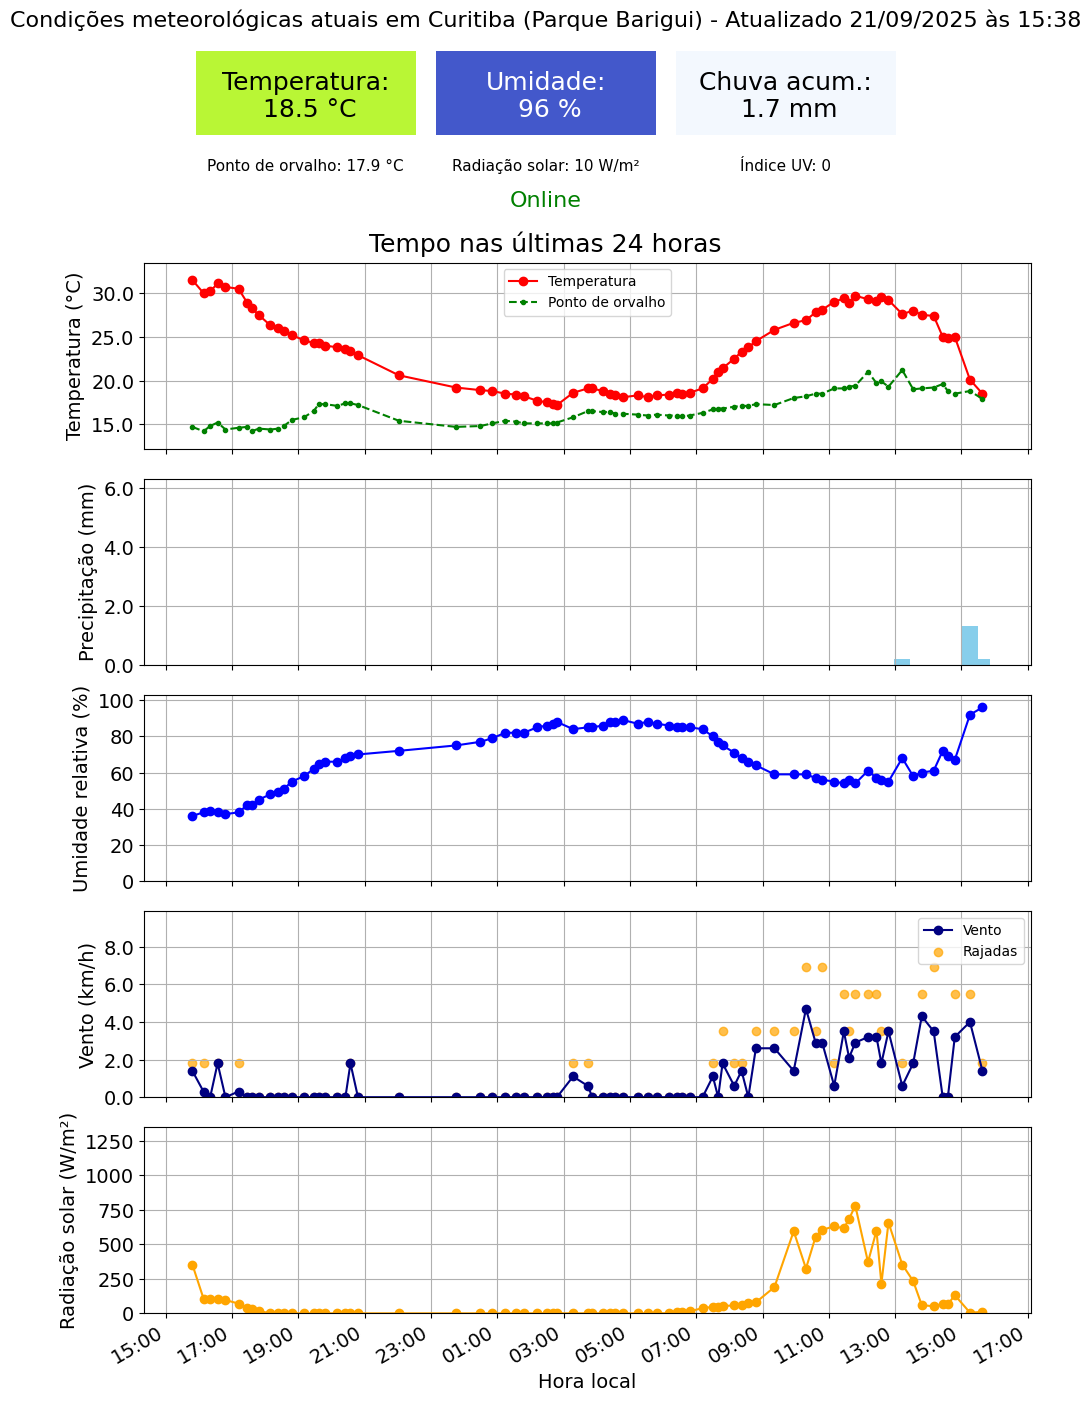 Condições meteorológicas atuais em Curitiba (Parque Barigui) - Atualizado 21/09/2025 às 15:38
Temperatura:
18.5 °C
Umidade:
96 %
Chuva acum.:
1.7 mm
Ponto de orvalho: 17.9 °C
Radiação solar: 10 W/m²
Índice UV: 0
Online
Tempo nas últimas 24 horas
Temperatura (°C)
30.0
25.0
20.0
15.0
Temperatura
Ponto de orvalho
Precipitação (mm)
6.0
4.0
2.0
0.0
Umidade relativa (%)
100
80
60
40
20
0
Vento (km/h)
8.0
6.0
4.0
2.0
0.0
Vento
Rajadas
Radiação solar (W/m²)
1250
1000
750
500
250
0
15:00
17:00
19:00
21:00
23:00
01:00
03:00
05:00
07:00
09:00
11:00
13:00
15:00
17:00
Hora local